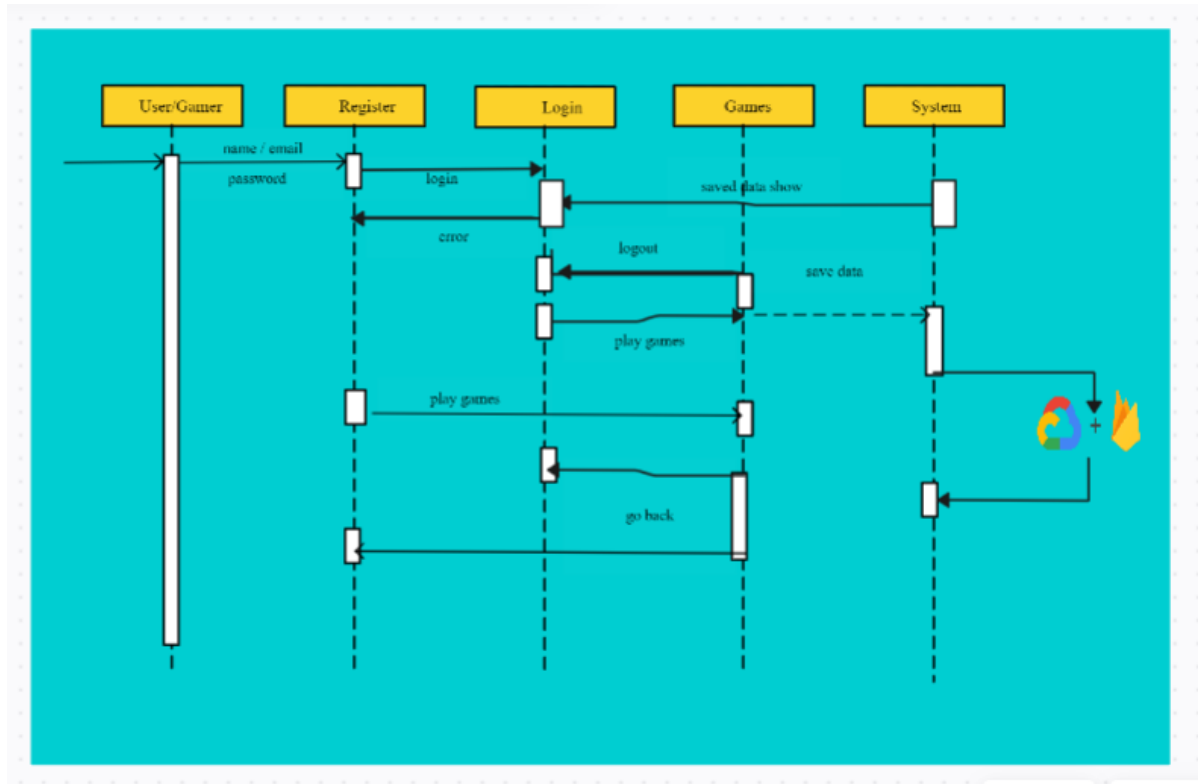 User/Gamer
Register
Login
Games
System
name / email
password
login
saved data show
error
logout
save data
play games
play games
+
go back